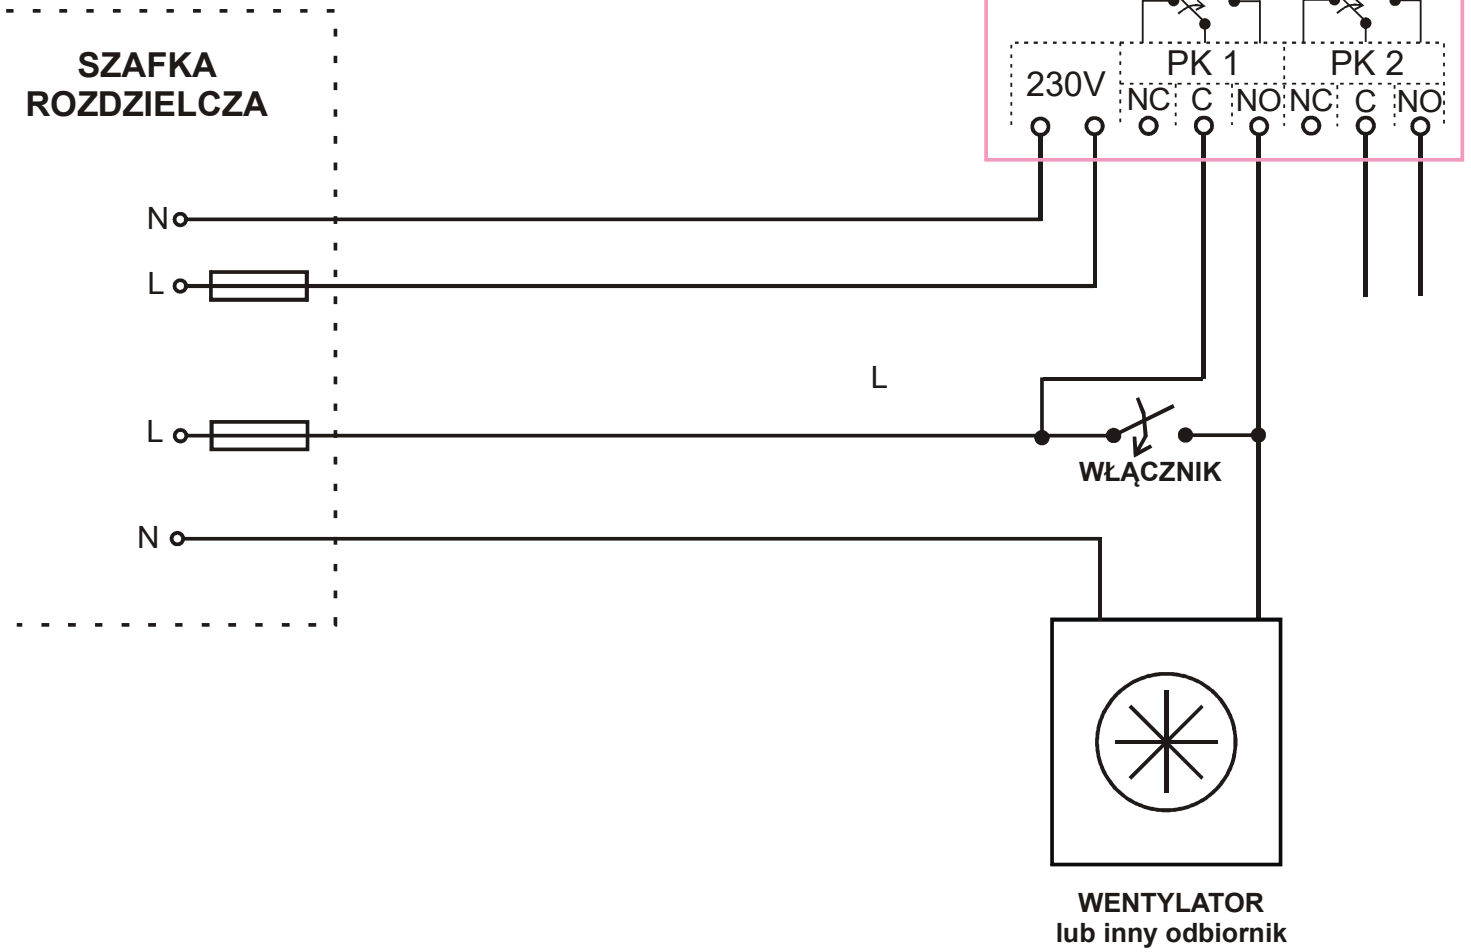 SZAFKA
ROZDZIELCZA
230V
PK 1
PK 2
NC C NO NC C NO
N
L
L
L
WŁĄCZNIK
N
WENTYLATOR
lub inny odbiornik